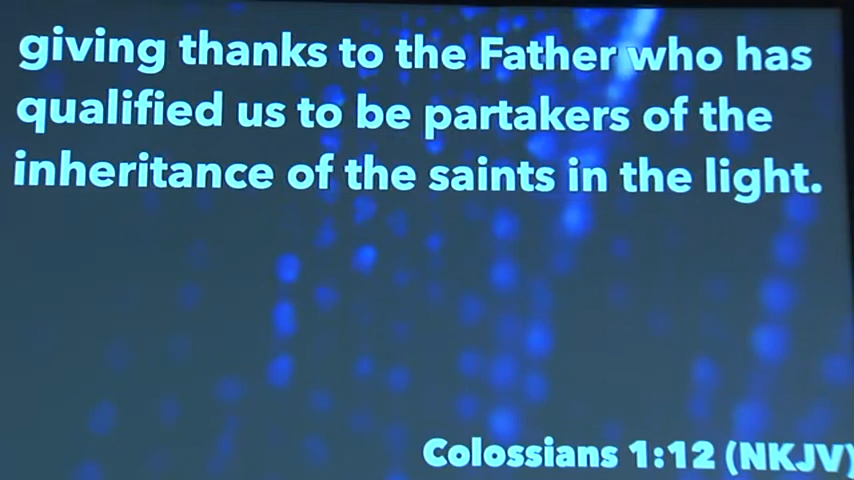 giving thanks to the Father who has
qualified us to be partakers of the
inheritance of the saints in the light.
Colossians 1:12 (NKJV)